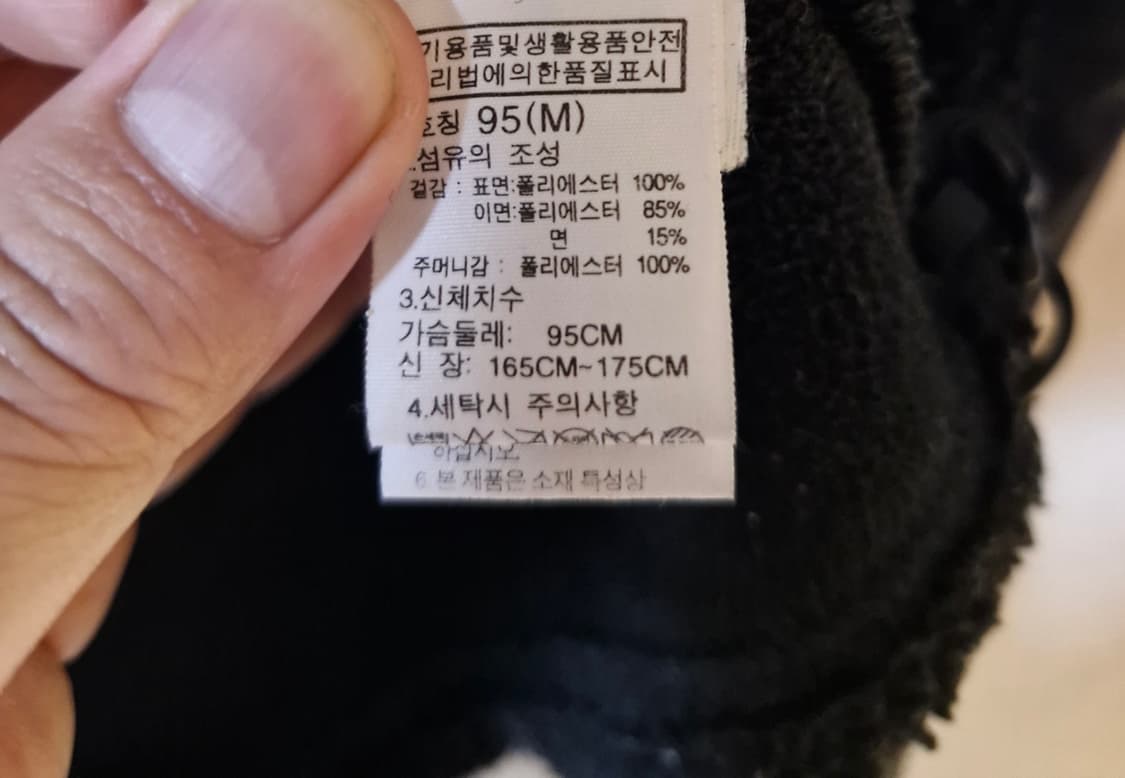 기용품및생활용품안전
리법에의한품질표시
호칭 95(M)
섬유의 조성
겉감 : 표면:폴리에스터 100%
이면:폴리에스터 85%
면 15%
주머니감 : 폴리에스터 100%
3.신체치수
가슴둘레: 95CM
신 장: 165CM~175CM
4.세탁시 주의사항
마십시오.
6 본 제품은 소재 특성상